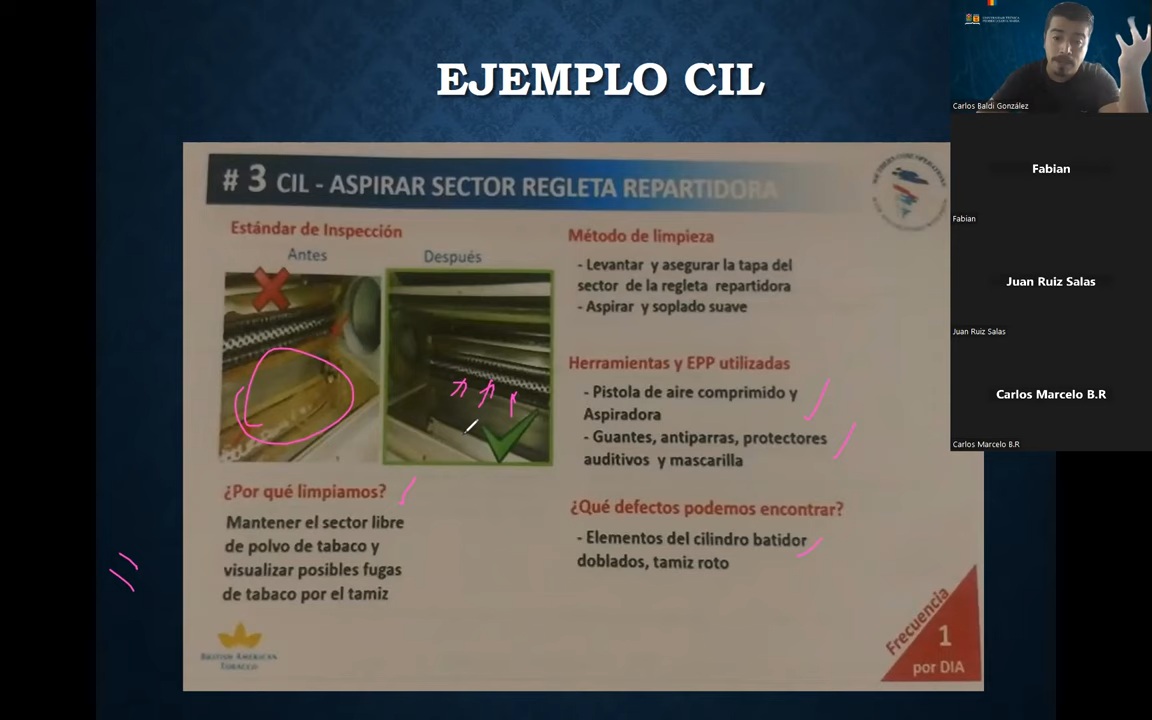 EJEMPLO CIL
# 3 CIL - ASPIRAR SECTOR REGLETA REPARTIDORA
Estándar de Inspección
Antes
Después
¿Por qué limpiamos?
Mantener el sector libre
de polvo de tabaco y
visualizar posibles fugas
de tabaco por el tamiz
BRITISH AMERICAN
TOBACCO
Método de limpieza
- Levantar y asegurar la tapa del
sector de la regleta repartidora
- Aspirar y soplado suave
Herramientas y EPP utilizadas
- Pistola de aire comprimido y
Aspiradora
- Guantes, antiparras, protectores
auditivos y mascarilla
¿Qué defectos podemos encontrar?
- Elementos del cilindro batidor
doblados, tamiz roto
Frecuencia
1
por DIA
Carlos Baldi González
Fabian
Fabian
Juan Ruiz Salas
Juan Ruiz Salas
Carlos Marcelo B.R
Carlos Marcelo B.R